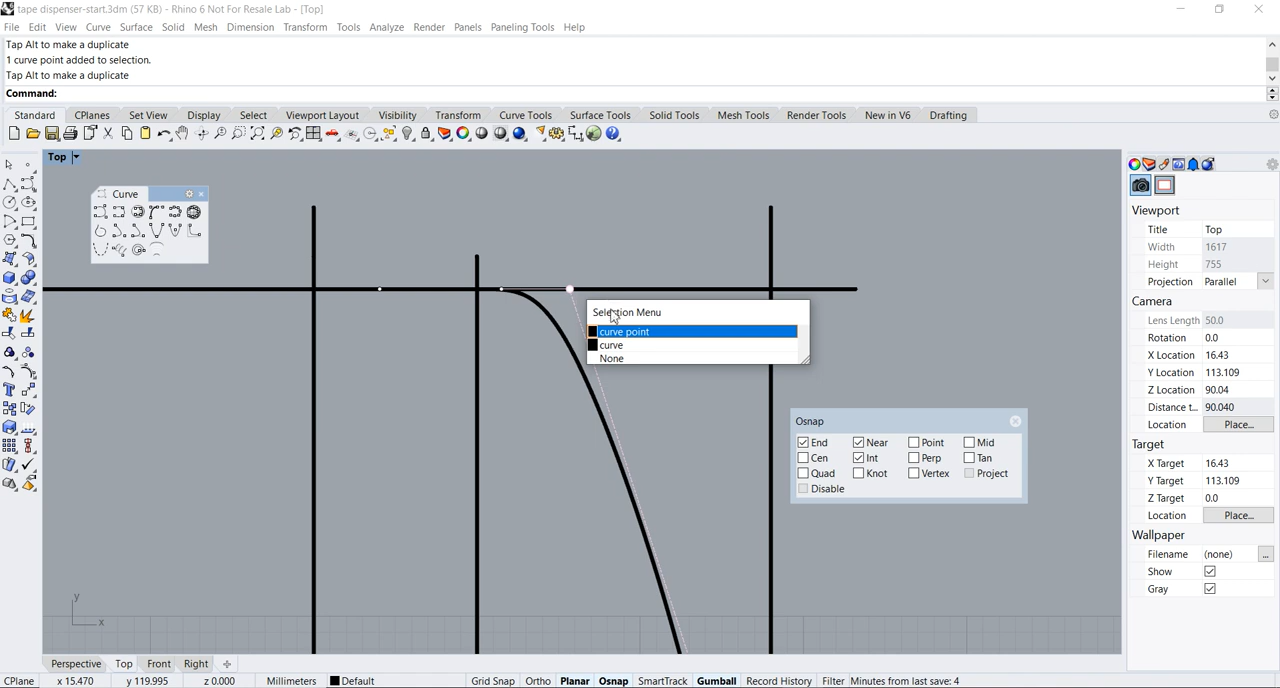 tape dispenser-start.3dm (57 KB) - Rhino 6 Not For Resale Lab - [Top]
File Edit View Curve Surface Solid Mesh Dimension Transform Tools Analyze Render Panels Paneling Tools Help
Tap Alt to make a duplicate
1 curve point added to selection.
Tap Alt to make a duplicate
Command:
Standard CPlanes Set View Display Select Viewport Layout Visibility Transform Curve Tools Surface Tools Solid Tools Mesh Tools Render Tools New in V6 Drafting
Top
Curve
Selection Menu
curve point
curve
None
Osnap
End Near Point Mid
Cen Int Perp Tan
Quad Knot Vertex Project
Disable
y
x
Viewport
Title Top
Width 1617
Height 755
Projection Parallel
Camera
Lens Length 50.0
Rotation 0.0
X Location 16.43
Y Location 113.109
Z Location 90.04
Distance t... 90.040
Location Place...
Target
X Target 16.43
Y Target 113.109
Z Target 0.0
Location Place...
Wallpaper
Filename (none) ...
Show
Gray
Perspective Top Front Right
CPlane x 15.470 y 119.995 z 0.000 Millimeters Default Grid Snap Ortho Planar Osnap SmartTrack Gumball Record History Filter Minutes from last save: 4